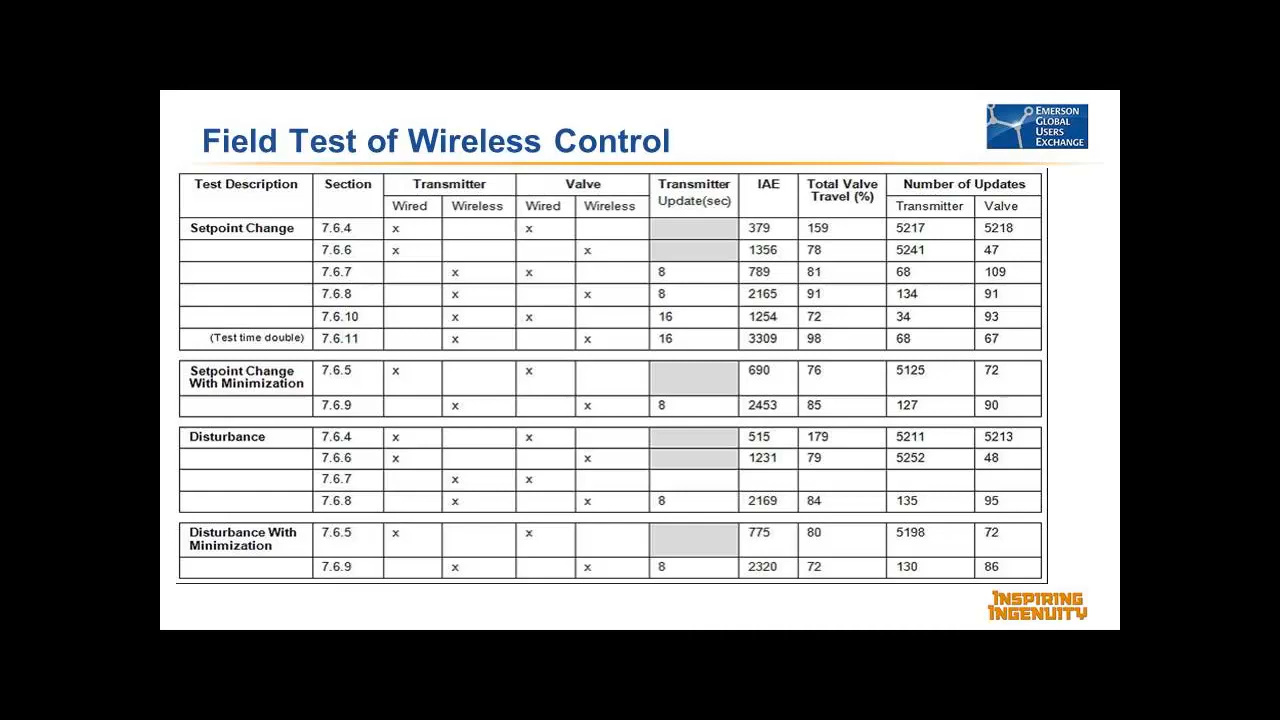 Field Test of Wireless Control
EMERSON
GLOBAL
USERS
EXCHANGE
Test Description Section Transmitter Valve Transmitter Update(sec) IAE Total Valve Travel (%) Number of Updates
Wired Wireless Wired Wireless Transmitter Valve
Setpoint Change 7.6.4 x x 379 159 5217 5218
7.6.6 x x 1356 78 5241 47
7.6.7 x x 8 789 81 68 109
7.6.8 x x 8 2165 91 134 91
7.6.10 x x 16 1254 72 34 93
(Test time double) 7.6.11 x x 16 3309 98 68 67
Setpoint Change With Minimization 7.6.5 x x 690 76 5125 72
7.6.9 x x 8 2453 85 127 90
Disturbance 7.6.4 x x 515 179 5211 5213
7.6.6 x x 1231 79 5252 48
7.6.7 x x
7.6.8 x x 8 2169 84 135 95
Disturbance With Minimization 7.6.5 x x 775 80 5198 72
7.6.9 x x 8 2320 72 130 86
INSPIRING
INGENUITY